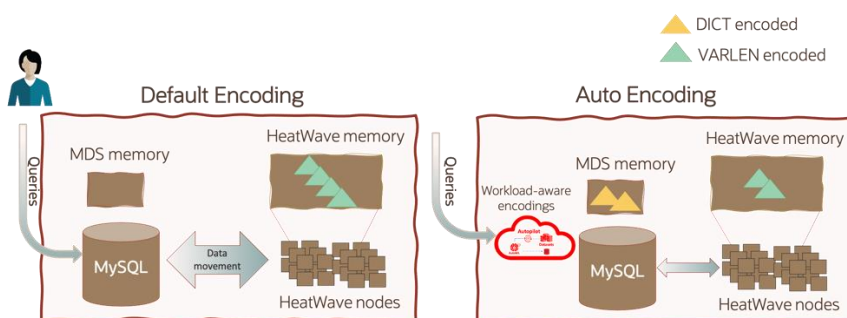 DICT encoded
VARLEN encoded
Default Encoding
Queries
MDS memory
HeatWave memory
MySQL
Data
movement
HeatWave nodes
Auto Encoding
Queries
Workload-aware
encodings
Autopilot
MDS memory
HeatWave memory
MySQL
HeatWave nodes